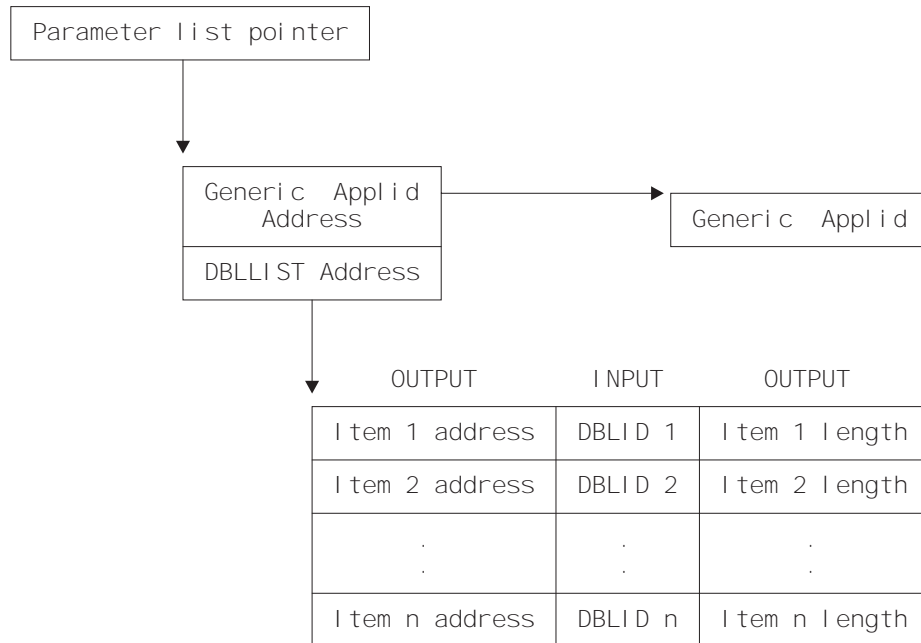 Parameter list pointer
Generic Applid
Address
Generic Applid
DBLLIST Address
OUTPUT INPUT OUTPUT
Item 1 address DBLID 1 Item 1 length
Item 2 address DBLID 2 Item 2 length
. . .
. . .
Item n address DBLID n Item n length